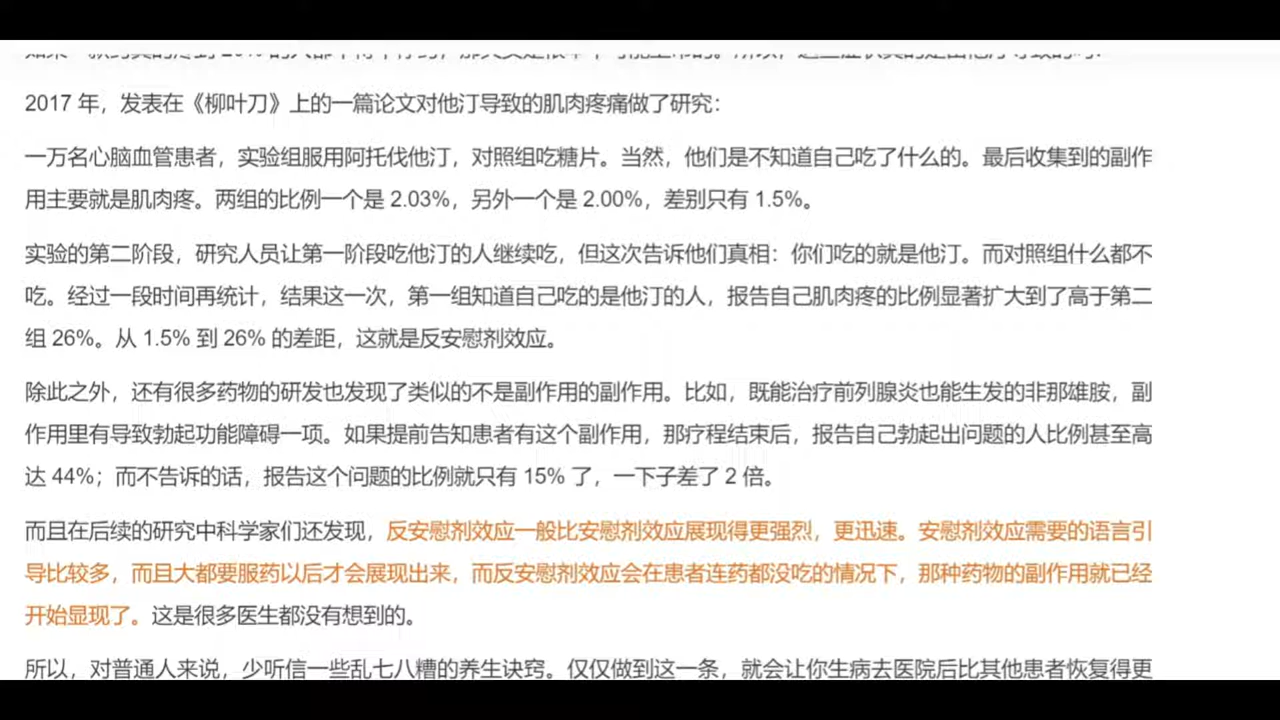 2017 年，发表在《柳叶刀》上的一篇论文对他汀导致的肌肉疼痛做了研究：
一万名心脑血管患者，实验组服用阿托伐他汀，对照组吃糖片。当然，他们是不知道自己吃了什么的。最后收集到的副作
用主要就是肌肉疼。两组的比例一个是 2.03%，另外一个是 2.00%，差别只有 1.5%。
实验的第二阶段，研究人员让第一阶段吃他汀的人继续吃，但这次告诉他们真相：你们吃的就是他汀。而对照组什么都不
吃。经过一段时间再统计，结果这一次，第一组知道自己吃的是他汀的人，报告自己肌肉疼的比例显著扩大到了高于第二
组 26%。从 1.5% 到 26% 的差距，这就是反安慰剂效应。
除此之外，还有很多药物的研发也发现了类似的不是副作用的副作用。比如，既能治疗前列腺炎也能生发的非那雄胺，副
作用里有导致勃起功能障碍一项。如果提前告知患者有这个副作用，那疗程结束后，报告自己勃起出问题的人比例甚至高
达 44%；而不告诉的话，报告这个问题的比例就只有 15% 了，一下子差了 2 倍。
而且在后续的研究中科学家们还发现，反安慰剂效应一般比安慰剂效应展现得更强烈，更迅速。安慰剂效应需要的语言引
导比较多，而且大都要服药以后才会展现出来，而反安慰剂效应会在患者连药都没吃的情况下，那种药物的副作用就已经
开始显现了。这是很多医生都没有想到的。
所以，对普通人来说，少听信一些乱七八糟的养生诀窍。仅仅做到这一条，就会让你生病去医院后比其他患者恢复得更